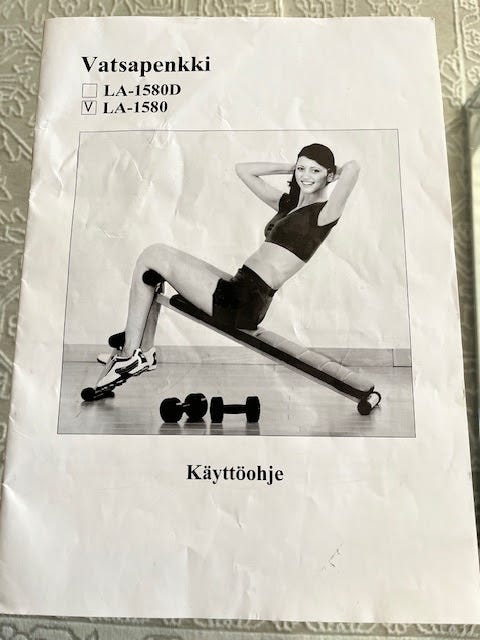 Vatsapenkki
LA-1580D
V LA-1580
Käyttöohje